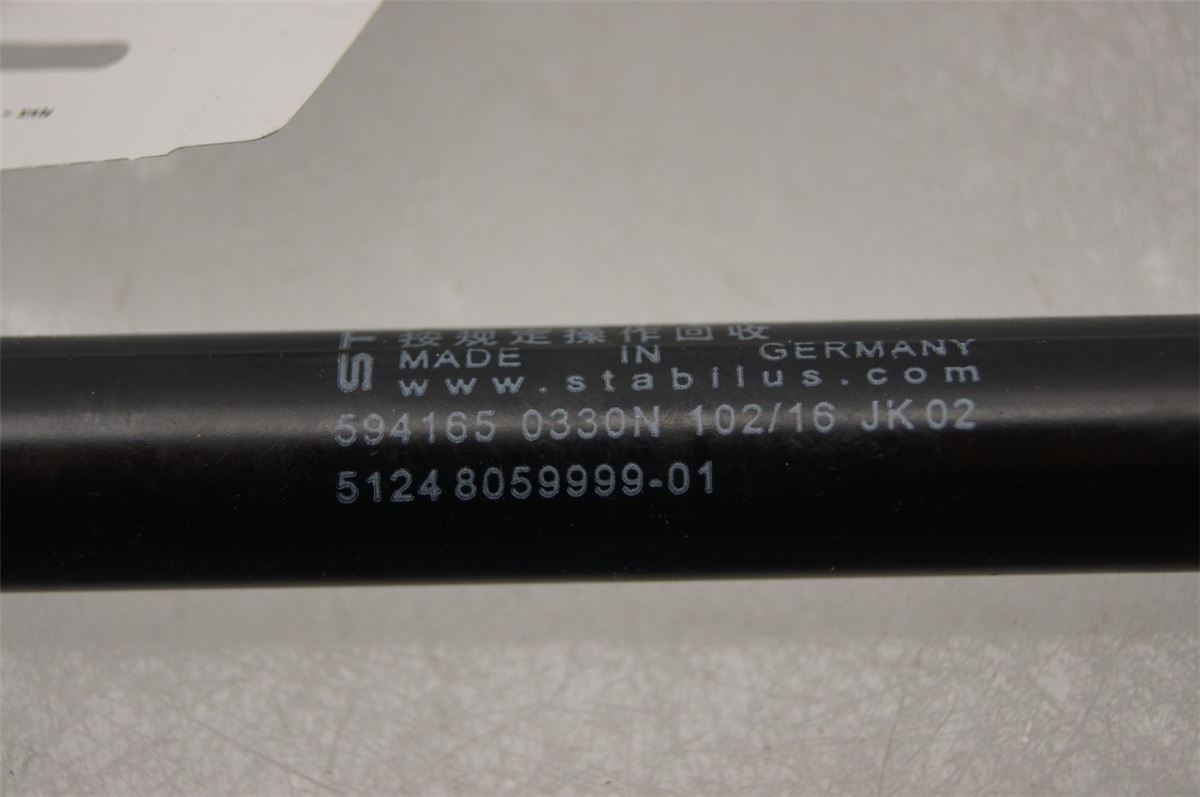 按规定操作回收
ST
MADE IN GERMANY
www.stabilus.com
594165 0330N 102/16 JK02
5124 8059999-01